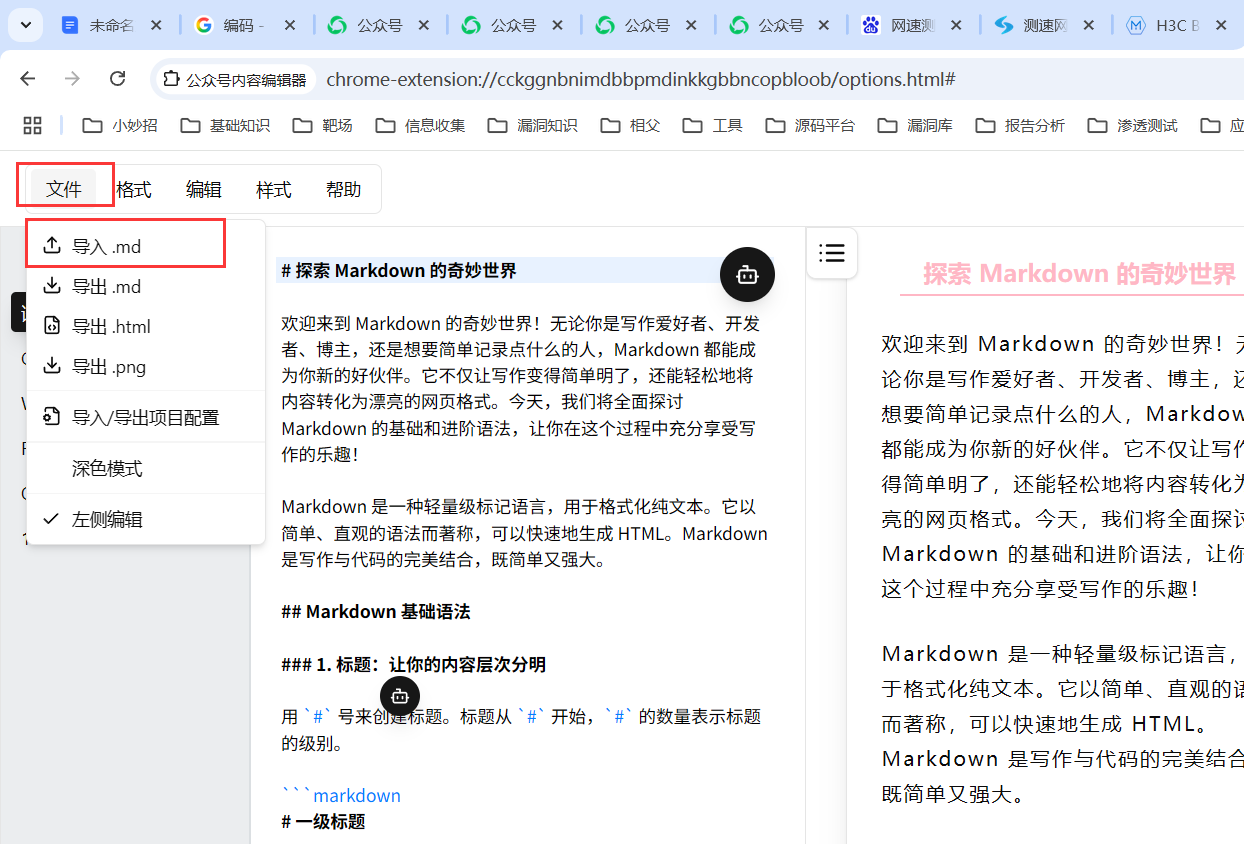 未命名
编码 -
公众号
公众号
公众号
公众号
网速测
测速网
H3C
公众号内容编辑器
chrome-extension://cckggnbnimdbbpmdinkkgbbncopbloob/options.html#
小妙招
基础知识
靶场
信息收集
漏洞知识
相父
工具
源码平台
漏洞库
报告分析
渗透测试
应
文件
格式
编辑
样式
帮助
导入 .md
导出 .md
导出 .html
导出 .png
导入/导出项目配置
深色模式
左侧编辑
# 探索 Markdown 的奇妙世界
欢迎来到 Markdown 的奇妙世界！无论你是写作爱好者、开发
者、博主，还是想要简单记录点什么的人，Markdown 都能成
为你新的好伙伴。它不仅让写作变得简单明了，还能轻松地将
内容转化为漂亮的网页格式。今天，我们将全面探讨
Markdown 的基础和进阶语法，让你在这个过程中充分享受写
作的乐趣！
Markdown 是一种轻量级标记语言，用于格式化纯文本。它以
简单、直观的语法而著称，可以快速地生成 HTML。Markdown
是写作与代码的完美结合，既简单又强大。
## Markdown 基础语法
### 1. 标题：让你的内容层次分明
用 `#` 号来创建标题。标题从 `#` 开始，`#` 的数量表示标题
的级别。
```markdown
# 一级标题
探索 Markdown 的奇妙世界
欢迎来到 Markdown 的奇妙世界！无
论你是写作爱好者、开发者、博主，还
想要简单记录点什么的人，Markdow
都能成为你新的好伙伴。它不仅让写作
得简单明了，还能轻松地将内容转化为
亮的网页格式。今天，我们将全面探讨
Markdown 的基础和进阶语法，让你
这个过程中充分享受写作的乐趣！
Markdown 是一种轻量级标记语言，
于格式化纯文本。它以简单、直观的语
而著称，可以快速地生成 HTML。
Markdown 是写作与代码的完美结合
既简单又强大。